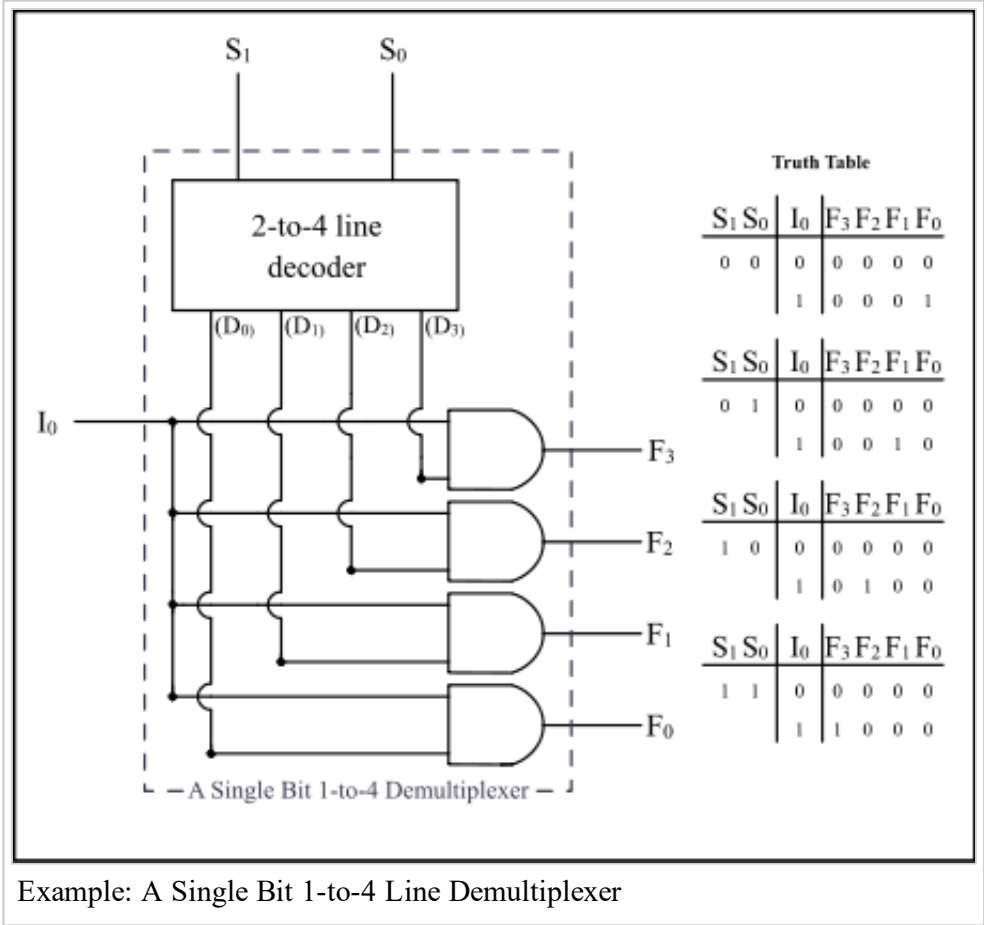 S₁ S₀
2-to-4 line
decoder
(D₀) (D₁) (D₂) (D₃)
I₀
F₃
F₂
F₁
F₀
A Single Bit 1-to-4 Demultiplexer
Truth Table
S₁ S₀ I₀ F₃ F₂ F₁ F₀
0 0 0 0 0 0 0
1 0 0 0 1
S₁ S₀ I₀ F₃ F₂ F₁ F₀
0 1 0 0 0 0 0
1 0 0 1 0
S₁ S₀ I₀ F₃ F₂ F₁ F₀
1 0 0 0 0 0 0
1 0 1 0 0
S₁ S₀ I₀ F₃ F₂ F₁ F₀
1 1 0 0 0 0 0
1 1 0 0 0
Example: A Single Bit 1-to-4 Line Demultiplexer